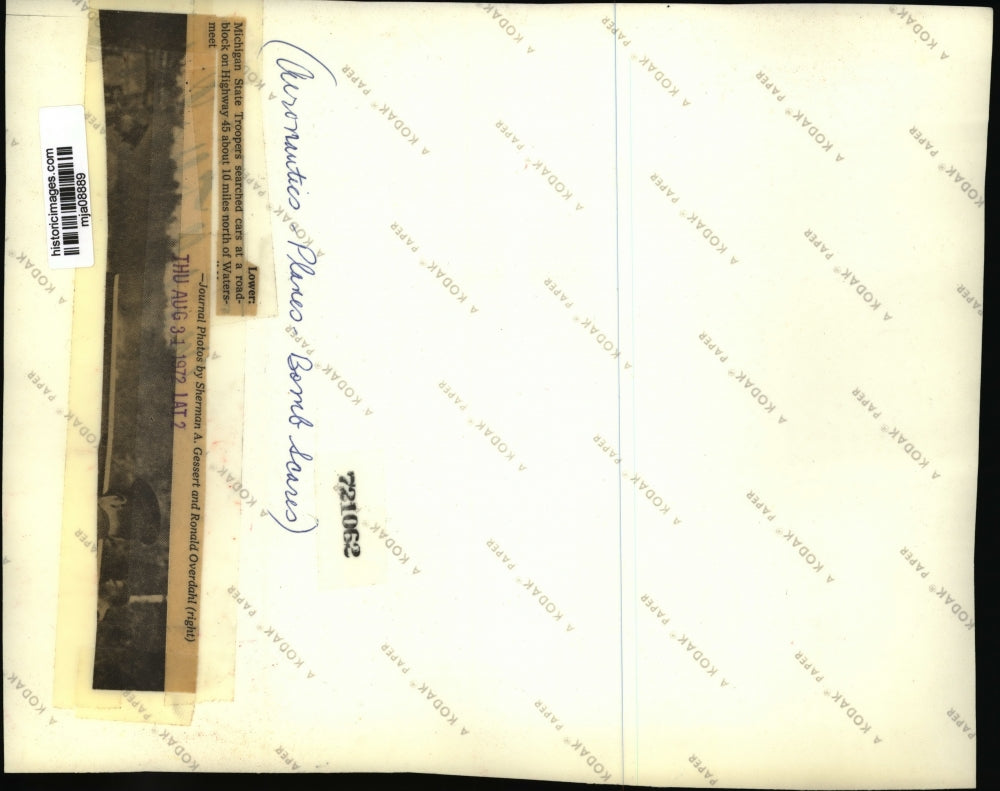 historicimages.com
mja08889
Lower:
Michigan State Troopers searched cars at a road-
block on Highway 45 about 10 miles north of Waters-
meet
—Journal Photos by Sherman A. Gessert and Ronald Overdahl (right)
THU AUG 31 1972 LAT 2
(Aeronautics - Planes - Bomb Scares)
721062
A KODAK® PAPER